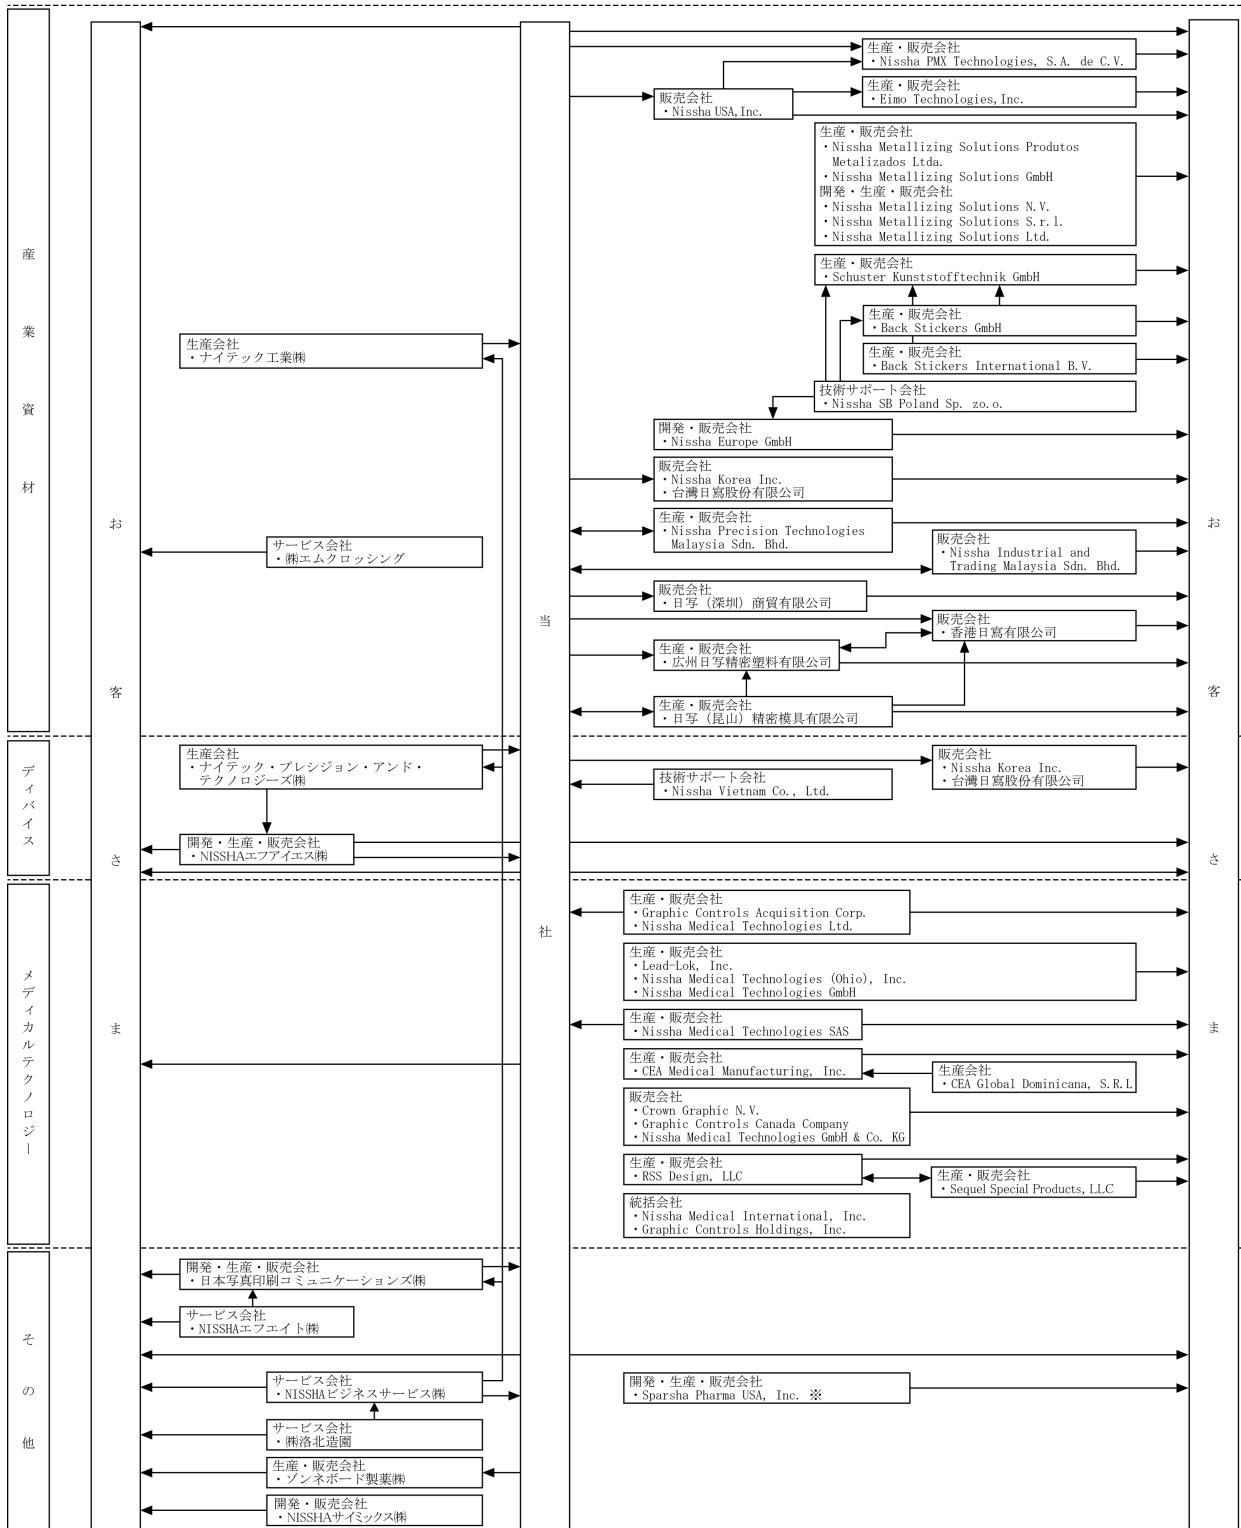 産業資材
お客さま
当社
お客さま
生産・販売会社
・Nissha PMX Technologies, S.A. de C.V.
生産・販売会社
・Eimo Technologies,Inc.
販売会社
・Nissha USA,Inc.
生産・販売会社
・Nissha Metallizing Solutions Produtos
Metalizados Ltda.
・Nissha Metallizing Solutions GmbH
開発・生産・販売会社
・Nissha Metallizing Solutions N.V.
・Nissha Metallizing Solutions S.r.l.
・Nissha Metallizing Solutions Ltd.
生産・販売会社
・Schuster Kunststofftechnik GmbH
生産・販売会社
・Back Stickers GmbH
生産会社
・ナイテック工業㈱
生産・販売会社
・Back Stickers International B.V.
技術サポート会社
・Nissha SB Poland Sp. zo.o.
開発・販売会社
・Nissha Europe GmbH
販売会社
・Nissha Korea Inc.
・台灣日寫股份有限公司
生産・販売会社
・Nissha Precision Technologies
Malaysia Sdn. Bhd.
サービス会社
・㈱エムクロッシング
販売会社
・Nissha Industrial and
Trading Malaysia Sdn. Bhd.
販売会社
・日写（深圳）商貿有限公司
販売会社
・香港日寫有限公司
生産・販売会社
・広州日写精密塑料有限公司
生産・販売会社
・日写（昆山）精密模具有限公司
ディバイス
生産会社
・ナイテック・プレシジョン・アンド・
テクノロジーズ㈱
販売会社
・Nissha Korea Inc.
・台灣日寫股份有限公司
技術サポート会社
・Nissha Vietnam Co., Ltd.
開発・生産・販売会社
・NISSHAエフアイエス㈱
メディカルテクノロジー
生産・販売会社
・Graphic Controls Acquisition Corp.
・Nissha Medical Technologies Ltd.
生産・販売会社
・Lead-Lok, Inc.
・Nissha Medical Technologies (Ohio), Inc.
・Nissha Medical Technologies GmbH
生産・販売会社
・Nissha Medical Technologies SAS
生産・販売会社
・CEA Medical Manufacturing, Inc.
生産会社
・CEA Global Dominicana, S.R.L
販売会社
・Crown Graphic N.V.
・Graphic Controls Canada Company
・Nissha Medical Technologies GmbH & Co. KG
生産・販売会社
・RSS Design, LLC
生産・販売会社
・Sequel Special Products, LLC
統括会社
・Nissha Medical International, Inc.
・Graphic Controls Holdings, Inc.
その他
開発・生産・販売会社
・日本写真印刷コミュニケーションズ㈱
サービス会社
・NISSHAエフエイト㈱
サービス会社
・NISSHAビジネスサービス㈱
開発・生産・販売会社
・Sparsha Pharma USA, Inc. ※
サービス会社
・㈱洛北造園
生産・販売会社
・ゾンネボード製薬㈱
開発・販売会社
・NISSHAサイミックス㈱